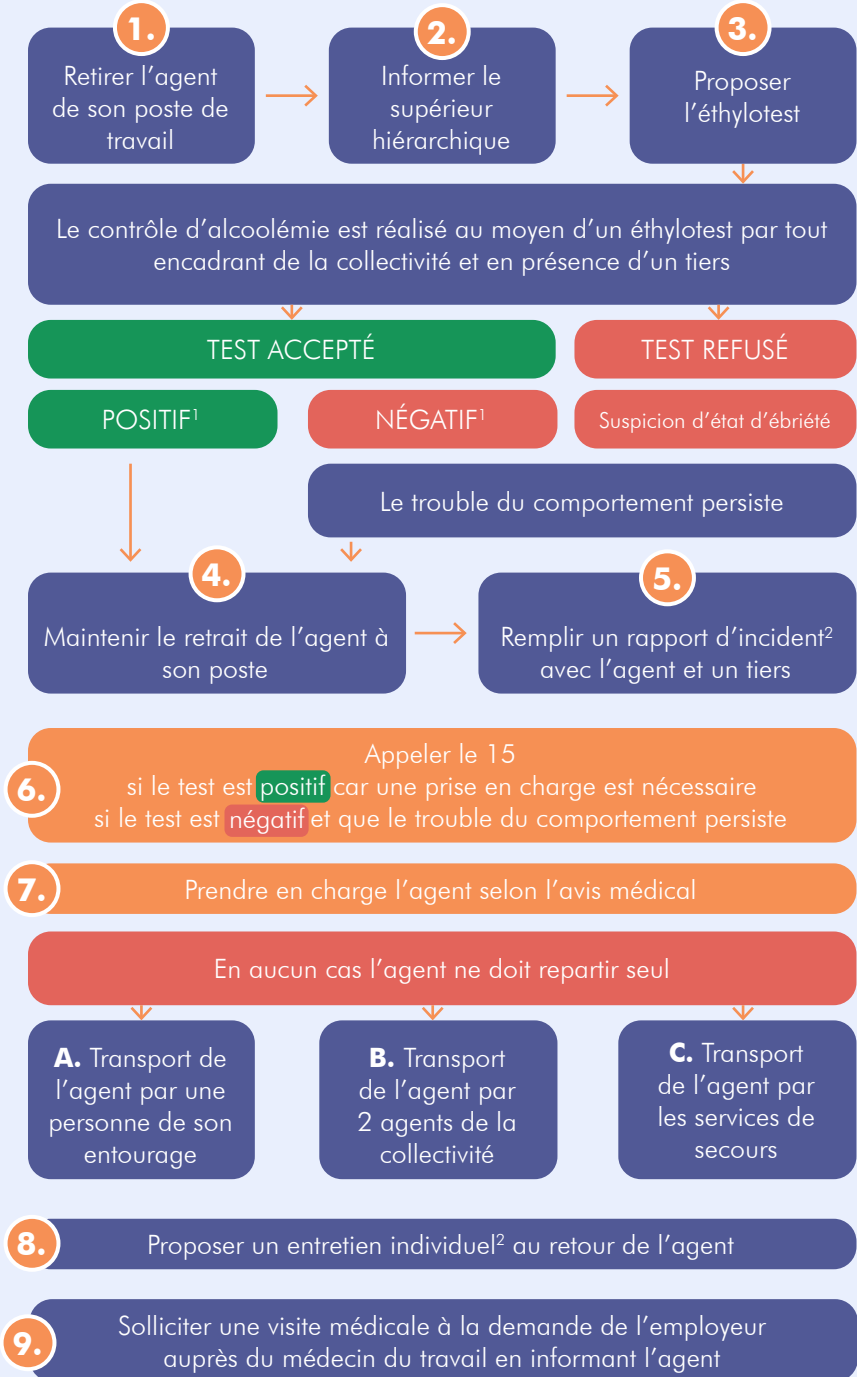 1.
Retirer l'agent
de son poste de
travail
2.
Informer le
supérieur
hiérarchique
3.
Proposer
l'éthylotest
Le contrôle d'alcoolémie est réalisé au moyen d'un éthylotest par tout
encadrant de la collectivité et en présence d'un tiers
TEST ACCEPTÉ
TEST REFUSÉ
POSITIF¹
NÉGATIF¹
Suspicion d'état d'ébriété
Le trouble du comportement persiste
4.
Maintenir le retrait de l'agent à
son poste
5.
Remplir un rapport d'incident²
avec l'agent et un tiers
6.
Appeler le 15
si le test est positif car une prise en charge est nécessaire
si le test est négatif et que le trouble du comportement persiste
7.
Prendre en charge l'agent selon l'avis médical
En aucun cas l'agent ne doit repartir seul
A. Transport de
l'agent par une
personne de son
entourage
B. Transport
de l'agent par
2 agents de la
collectivité
C. Transport
de l'agent par
les services de
secours
8.
Proposer un entretien individuel² au retour de l'agent
9.
Solliciter une visite médicale à la demande de l'employeur
auprès du médecin du travail en informant l'agent